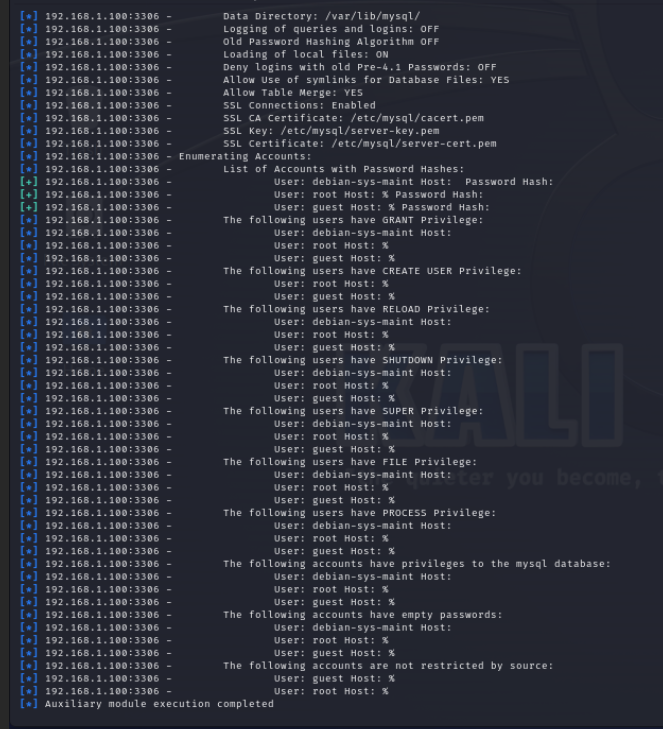 [*] 192.168.1.100:3306 - Data Directory: /var/lib/mysql/
[*] 192.168.1.100:3306 - Logging of queries and logins: OFF
[*] 192.168.1.100:3306 - Old Password Hashing Algorithm OFF
[*] 192.168.1.100:3306 - Loading of local files: ON
[*] 192.168.1.100:3306 - Deny logins with old Pre-4.1 Passwords: OFF
[*] 192.168.1.100:3306 - Allow Use of symlinks for Database Files: YES
[*] 192.168.1.100:3306 - Allow Table Merge: YES
[*] 192.168.1.100:3306 - SSL Connections: Enabled
[*] 192.168.1.100:3306 - SSL CA Certificate: /etc/mysql/cacert.pem
[*] 192.168.1.100:3306 - SSL Key: /etc/mysql/server-key.pem
[*] 192.168.1.100:3306 - SSL Certificate: /etc/mysql/server-cert.pem
[*] 192.168.1.100:3306 - Enumerating Accounts:
[*] 192.168.1.100:3306 - List of Accounts with Password Hashes:
[+] 192.168.1.100:3306 - User: debian-sys-maint Host: Password Hash:
[+] 192.168.1.100:3306 - User: root Host: % Password Hash:
[+] 192.168.1.100:3306 - User: guest Host: % Password Hash:
[*] 192.168.1.100:3306 - The following users have GRANT Privilege:
[*] 192.168.1.100:3306 - User: debian-sys-maint Host:
[*] 192.168.1.100:3306 - User: root Host: %
[*] 192.168.1.100:3306 - User: guest Host: %
[*] 192.168.1.100:3306 - The following users have CREATE USER Privilege:
[*] 192.168.1.100:3306 - User: root Host: %
[*] 192.168.1.100:3306 - User: guest Host: %
[*] 192.168.1.100:3306 - The following users have RELOAD Privilege:
[*] 192.168.1.100:3306 - User: debian-sys-maint Host:
[*] 192.168.1.100:3306 - User: root Host: %
[*] 192.168.1.100:3306 - User: guest Host: %
[*] 192.168.1.100:3306 - The following users have SHUTDOWN Privilege:
[*] 192.168.1.100:3306 - User: debian-sys-maint Host:
[*] 192.168.1.100:3306 - User: root Host: %
[*] 192.168.1.100:3306 - User: guest Host: %
[*] 192.168.1.100:3306 - The following users have SUPER Privilege:
[*] 192.168.1.100:3306 - User: debian-sys-maint Host:
[*] 192.168.1.100:3306 - User: root Host: %
[*] 192.168.1.100:3306 - User: guest Host: %
[*] 192.168.1.100:3306 - The following users have FILE Privilege:
[*] 192.168.1.100:3306 - User: debian-sys-maint Host:
[*] 192.168.1.100:3306 - User: root Host: %
[*] 192.168.1.100:3306 - User: guest Host: %
[*] 192.168.1.100:3306 - The following users have PROCESS Privilege:
[*] 192.168.1.100:3306 - User: debian-sys-maint Host:
[*] 192.168.1.100:3306 - User: root Host: %
[*] 192.168.1.100:3306 - User: guest Host: %
[*] 192.168.1.100:3306 - The following accounts have privileges to the mysql database:
[*] 192.168.1.100:3306 - User: debian-sys-maint Host:
[*] 192.168.1.100:3306 - User: root Host: %
[*] 192.168.1.100:3306 - User: guest Host: %
[*] 192.168.1.100:3306 - The following accounts have empty passwords:
[*] 192.168.1.100:3306 - User: debian-sys-maint Host:
[*] 192.168.1.100:3306 - User: root Host: %
[*] 192.168.1.100:3306 - User: guest Host: %
[*] 192.168.1.100:3306 - The following accounts are not restricted by source:
[*] 192.168.1.100:3306 - User: guest Host: %
[*] 192.168.1.100:3306 - User: root Host: %
[*] Auxiliary module execution completed
KALI
quieter you become,